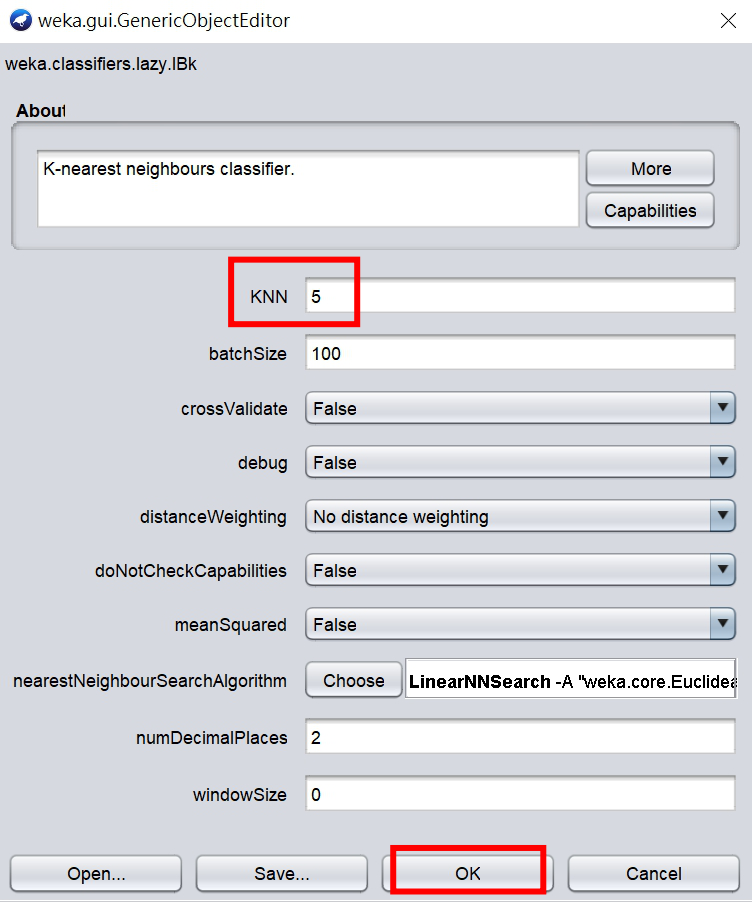 weka.gui.GenericObjectEditor
weka.classifiers.lazy.IBk
About
K-nearest neighbours classifier.
More
Capabilities
KNN 5
batchSize 100
crossValidate False
debug False
distanceWeighting No distance weighting
doNotCheckCapabilities False
meanSquared False
nearestNeighbourSearchAlgorithm Choose LinearNNSearch -A "weka.core.Euclidea
numDecimalPlaces 2
windowSize 0
Open... Save... OK Cancel